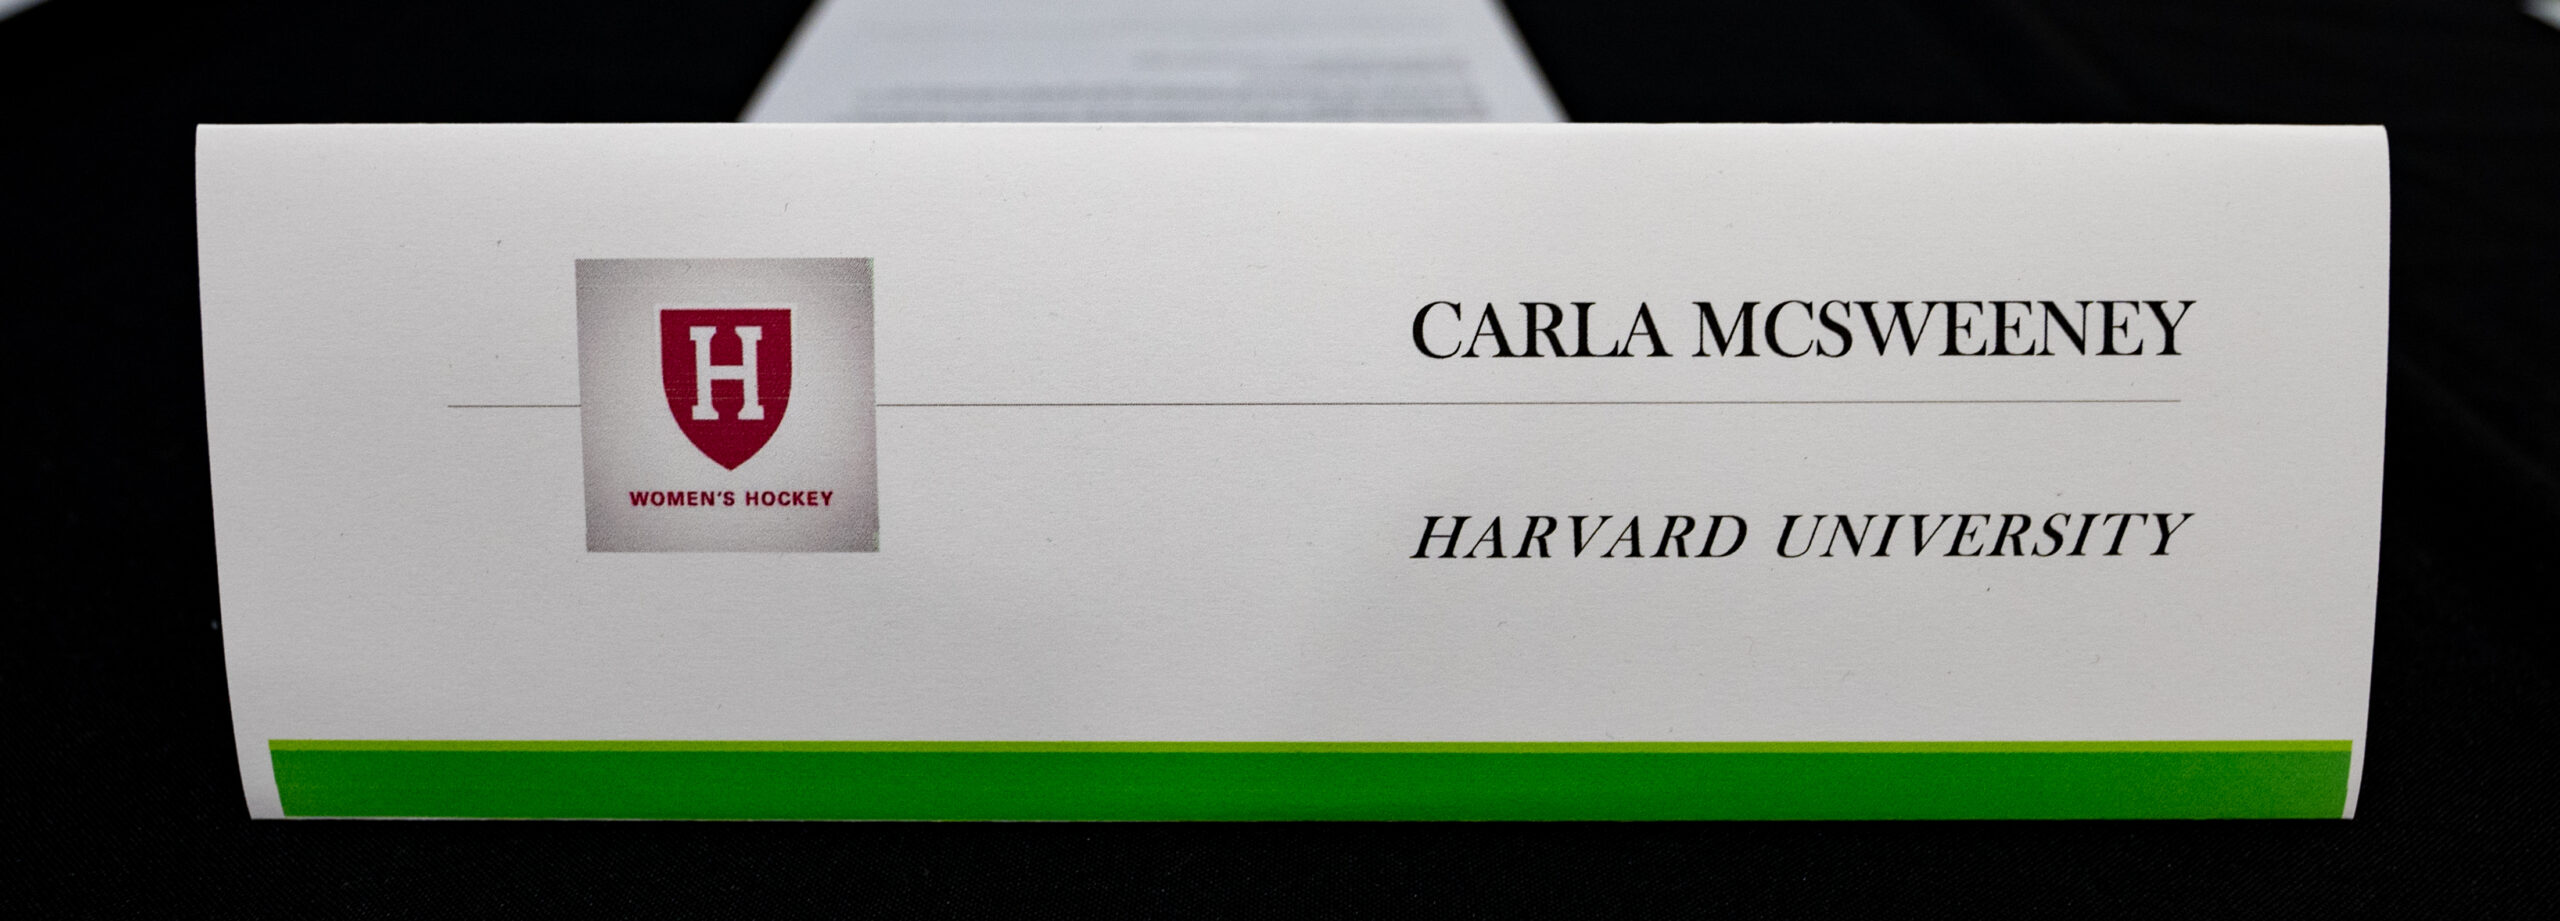 H
WOMEN'S HOCKEY
CARLA MCSWEENEY
HARVARD UNIVERSITY